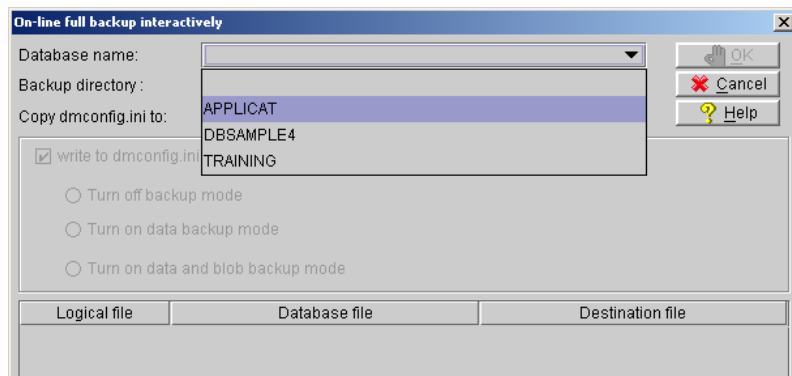 On-line full backup interactively
Database name:
OK
Backup directory :
Cancel
APPLICAT
Copy dmconfig.ini to:
Help
DBSAMPLE4
write to dmconfig.ini
TRAINING
Turn off backup mode
Turn on data backup mode
Turn on data and blob backup mode
Logical file Database file Destination file